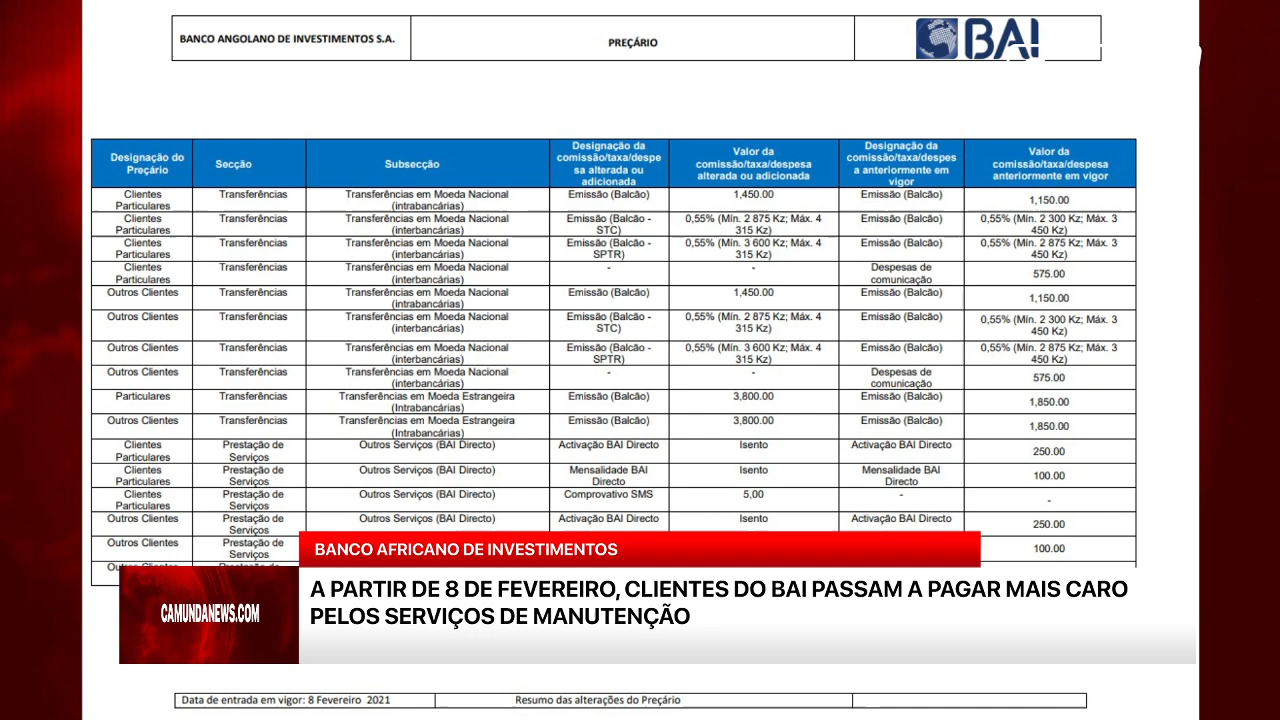 BANCO ANGOLANO DE INVESTIMENTOS S.A.
PREÇÁRIO
BAI
Designação do Preçário
Secção
Subsecção
Designação da comissão/taxa/despe
sa alterada ou adicionada
Valor da comissão/taxa/despesa alterada ou adicionada
Designação da comissão/taxa/despes
a anteriormente em vigor
Valor da comissão/taxa/despesa anteriormente em vigor
Clientes Particulares Transferências Transferências em Moeda Nacional (intrabancárias) Emissão (Balcão) 1,450.00 Emissão (Balcão) 1,150.00
Clientes Particulares Transferências Transferências em Moeda Nacional (interbancárias) Emissão (Balcão - STC) 0,55% (Mín. 2 875 Kz; Máx. 4 315 Kz) Emissão (Balcão) 0,55% (Mín. 2 300 Kz; Máx. 3 450 Kz)
Clientes Particulares Transferências Transferências em Moeda Nacional (interbancárias) Emissão (Balcão - SPTR) 0,55% (Mín. 3 600 Kz; Máx. 4 315 Kz) Emissão (Balcão) 0,55% (Mín. 2 875 Kz; Máx. 3 450 Kz)
Clientes Particulares Transferências Transferências em Moeda Nacional (interbancárias) - - Despesas de comunicação 575.00
Outros Clientes Transferências Transferências em Moeda Nacional (intrabancárias) Emissão (Balcão) 1,450.00 Emissão (Balcão) 1,150.00
Outros Clientes Transferências Transferências em Moeda Nacional (interbancárias) Emissão (Balcão - STC) 0,55% (Mín. 2 875 Kz; Máx. 4 315 Kz) Emissão (Balcão) 0,55% (Mín. 2 300 Kz; Máx. 3 450 Kz)
Outros Clientes Transferências Transferências em Moeda Nacional (interbancárias) Emissão (Balcão - SPTR) 0,55% (Mín. 3 600 Kz; Máx. 4 315 Kz) Emissão (Balcão) 0,55% (Mín. 2 875 Kz; Máx. 3 450 Kz)
Outros Clientes Transferências Transferências em Moeda Nacional (interbancárias) - - Despesas de comunicação 575.00
Particulares Transferências Transferências em Moeda Estrangeira (Intrabancárias) Emissão (Balcão) 3,800.00 Emissão (Balcão) 1,850.00
Outros Clientes Transferências Transferências em Moeda Estrangeira (Intrabancárias) Emissão (Balcão) 3,800.00 Emissão (Balcão) 1,850.00
Clientes Particulares Prestação de Serviços Outros Serviços (BAI Directo) Activação BAI Directo Isento Activação BAI Directo 250.00
Clientes Particulares Prestação de Serviços Outros Serviços (BAI Directo) Mensalidade BAI Directo Isento Mensalidade BAI Directo 100.00
Clientes Particulares Prestação de Serviços Outros Serviços (BAI Directo) Comprovativo SMS 5,00 - -
Outros Clientes Prestação de Serviços Outros Serviços (BAI Directo) Activação BAI Directo Isento Activação BAI Directo 250.00
Outros Clientes Prestação de Serviços 100.00
BANCO AFRICANO DE INVESTIMENTOS
CAMUNDANEWS.COM
A PARTIR DE 8 DE FEVEREIRO, CLIENTES DO BAI PASSAM A PAGAR MAIS CARO
PELOS SERVIÇOS DE MANUTENÇÃO
Data de entrada em vigor: 8 Fevereiro 2021
Resumo das alterações do Preçário